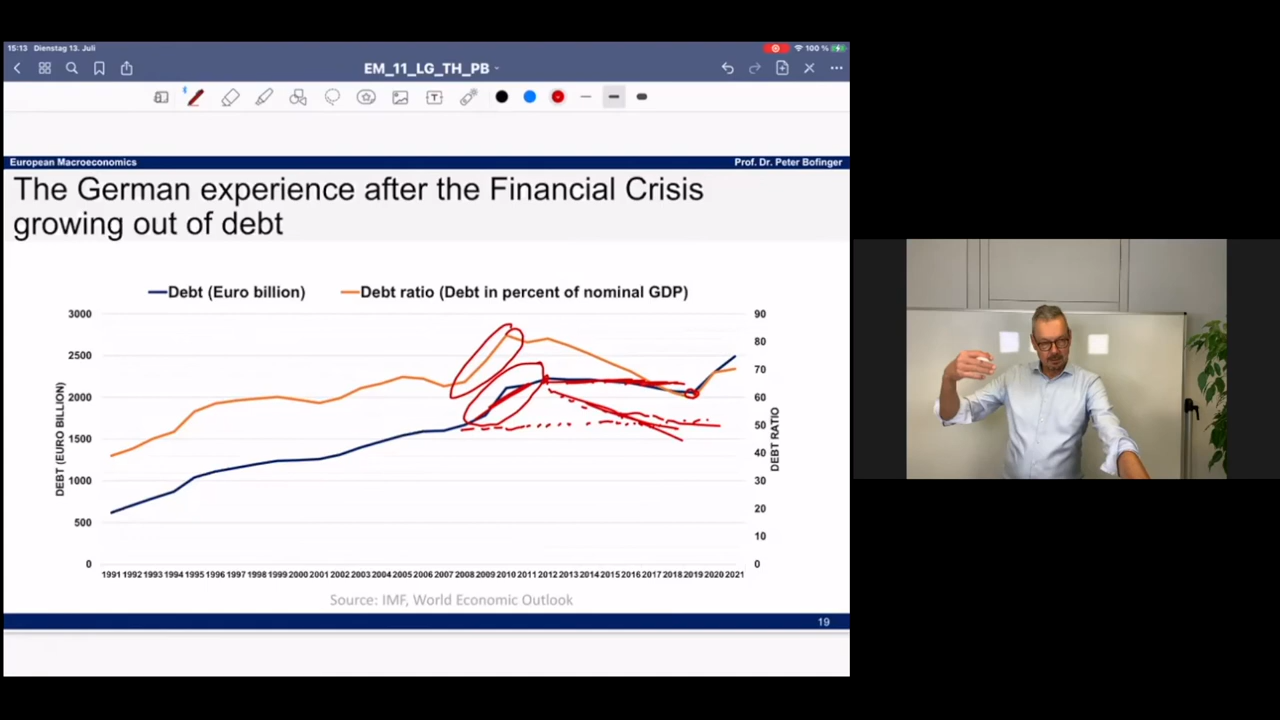 15:13 Dienstag 13. Juli
100 %
EM_11_LG_TH_PB
European Macroeconomics
Prof. Dr. Peter Bofinger
The German experience after the Financial Crisis
growing out of debt
Debt (Euro billion)
Debt ratio (Debt in percent of nominal GDP)
3000
2500
2000
1500
1000
500
0
DEBT (EURO BILLION)
90
80
70
60
50
40
30
20
10
0
DEBT RATIO
1991 1992 1993 1994 1995 1996 1997 1998 1999 2000 2001 2002 2003 2004 2005 2006 2007 2008 2009 2010 2011 2012 2013 2014 2015 2016 2017 2018 2019 2020 2021
Source: IMF, World Economic Outlook
19